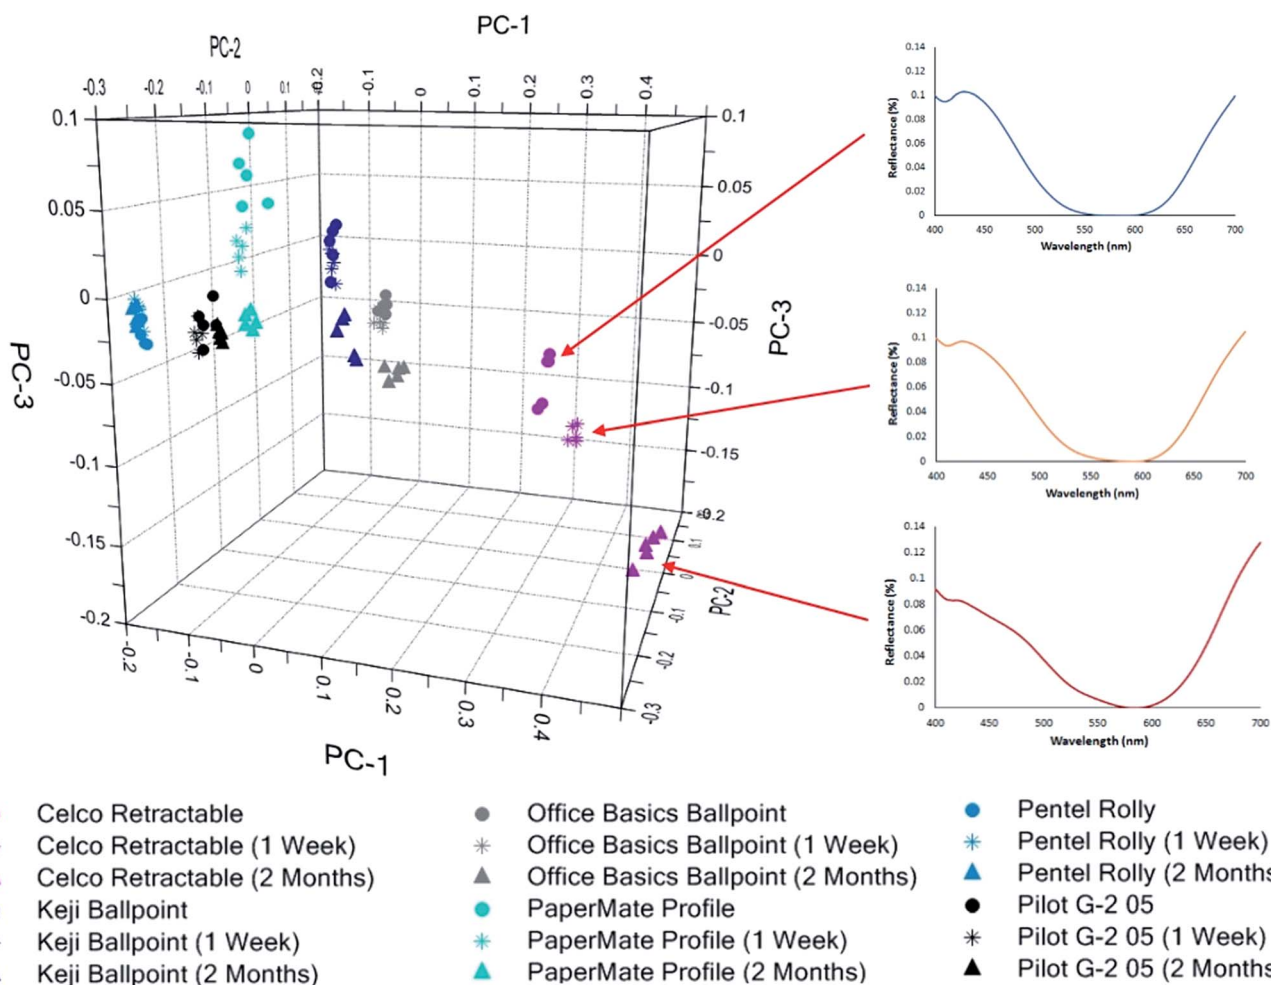 PC-1
PC-2
-0.3 -0.2 -0.1 0 0.1 -0.2 -0.1 0 0.1 0.2 0.3 0.4
0.1
0.05
0
-0.05
-0.1
-0.15
-0.2
PC-3
0.1
0.05
0
-0.05
-0.1
-0.15
-0.2
PC-3
0.1
0
-0.1
-0.2
-0.3
PC-2
-0.2 -0.1 0 0.1 0.2 0.3 0.4
PC-1
0.14
0.12
0.1
0.08
0.06
0.04
0.02
0
Reflectance (%)
400 450 500 550 600 650 700
Wavelength (nm)
0.14
0.12
0.1
0.08
0.06
0.04
0.02
0
Reflectance (%)
400 450 500 550 600 650 700
Wavelength (nm)
0.14
0.12
0.1
0.08
0.06
0.04
0.02
0
Reflectance (%)
400 450 500 550 600 650 700
Wavelength (nm)
Celco Retractable
Celco Retractable (1 Week)
Celco Retractable (2 Months)
Keji Ballpoint
Keji Ballpoint (1 Week)
Keji Ballpoint (2 Months)
Office Basics Ballpoint
Office Basics Ballpoint (1 Week)
Office Basics Ballpoint (2 Months)
PaperMate Profile
PaperMate Profile (1 Week)
PaperMate Profile (2 Months)
Pentel Rolly
Pentel Rolly (1 Week)
Pentel Rolly (2 Months
Pilot G-2 05
Pilot G-2 05 (1 Week)
Pilot G-2 05 (2 Months